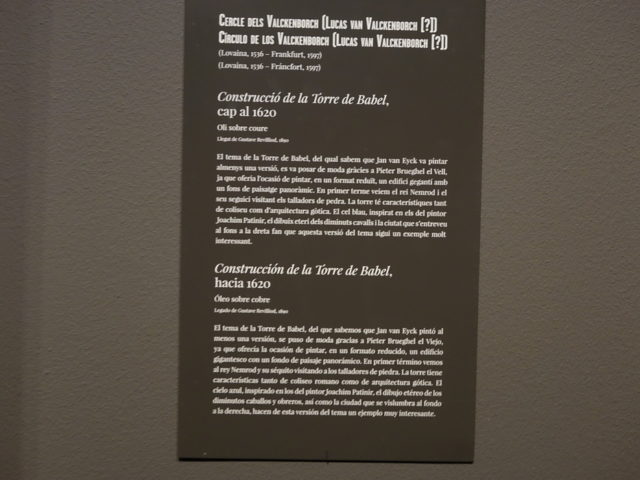 CERCLE DELS VALCKENBORCH (LUCAS VAN VALCKENBORCH [?])
CÍRCULO DE LOS VALCKENBORCH (LUCAS VAN VALCKENBORCH [?])
(Lovaina, 1536 – Frankfurt, 1597)
(Lovaina, 1536 – Fráncfort, 1597)
Construcció de la Torre de Babel,
cap al 1620
Oli sobre coure
Llegat de Gustave Revilliod, 1890
El tema de la Torre de Babel, del qual sabem que Jan van Eyck va pintar
almenys una versió, es va posar de moda gràcies a Pieter Brueghel el Vell,
ja que oferia l'ocasió de pintar, en un format reduït, un edifici gegantí amb
un fons de paisatge panoràmic. En primer terme veiem el rei Nemrod i el
seu seguici visitant els talladors de pedra. La torre té característiques tant
de coliseu com d'arquitectura gòtica. El cel blau, inspirat en els del pintor
Joachim Patinir, el dibuix eteri dels diminuts cavalls i la ciutat que s'entreveu
al fons a la dreta fan que aquesta versió del tema sigui un exemple molt
interessant.
Construcción de la Torre de Babel,
hacia 1620
Óleo sobre cobre
Legado de Gustave Revilliod, 1890
El tema de la Torre de Babel, del que sabemos que Jan van Eyck pintó al
menos una versión, se puso de moda gracias a Pieter Brueghel el Viejo,
ya que ofrecía la ocasión de pintar, en un formato reducido, un edificio
gigantesco con un fondo de paisaje panorámico. En primer término vemos
al rey Nemrod y su séquito visitando a los talladores de piedra. La torre tiene
características tanto de coliseo romano como de arquitectura gótica. El
cielo azul, inspirado en los del pintor Joachim Patinir, el dibujo etéreo de los
diminutos caballos y obreros, así como la ciudad que se vislumbra al fondo
a la derecha, hacen de esta versión del tema un ejemplo muy interesante.